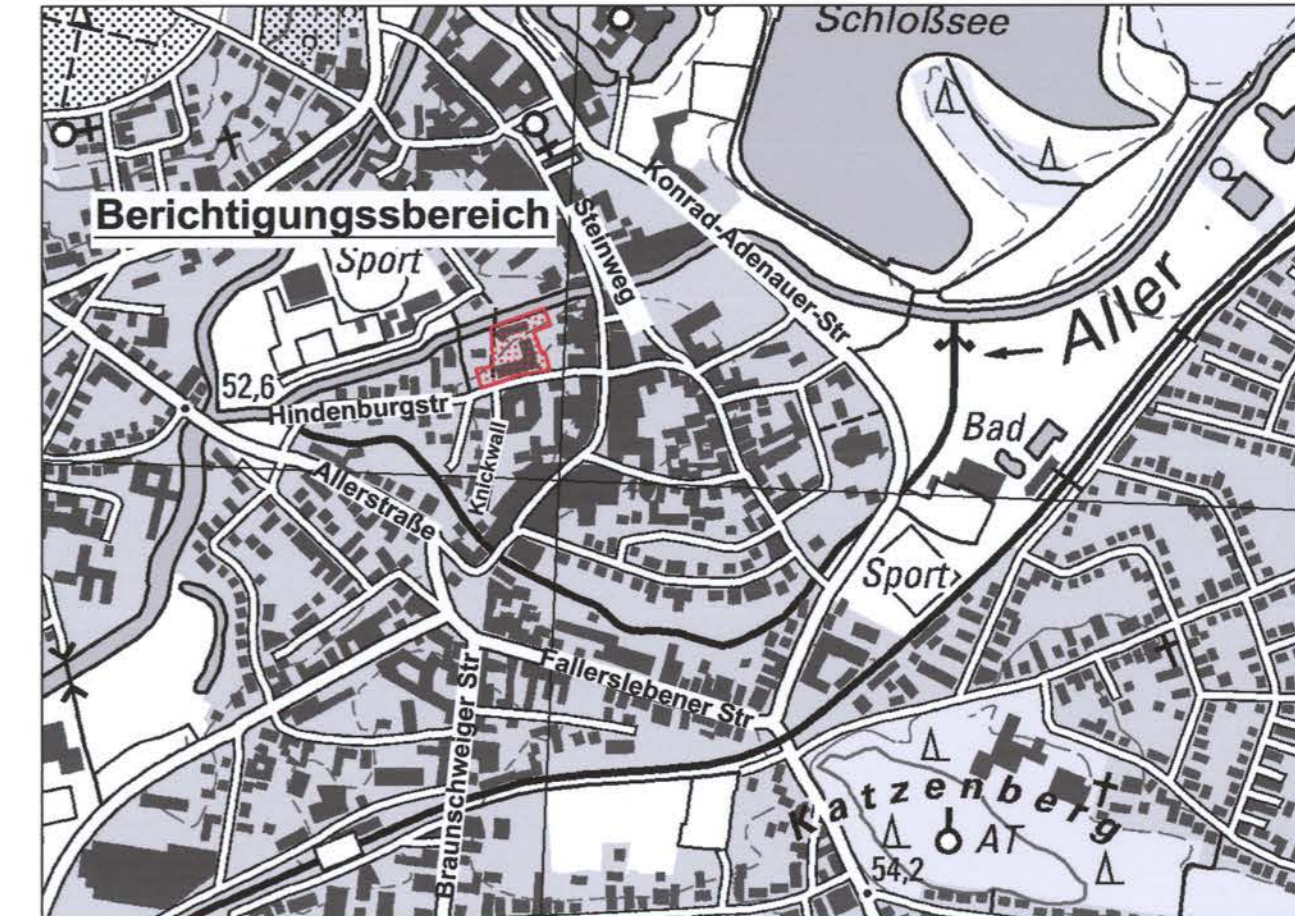 Schloßsee
Berichtigungssbereich
Sport
Steinweg
Konrad-Adenauer-Str
Aller
52,6
Hindenburgstr
Knickwall
Allerstraße
Bad
Sport
Fallerslebener Str
Braunschweiger Str
Katzenberg
AT
54,2